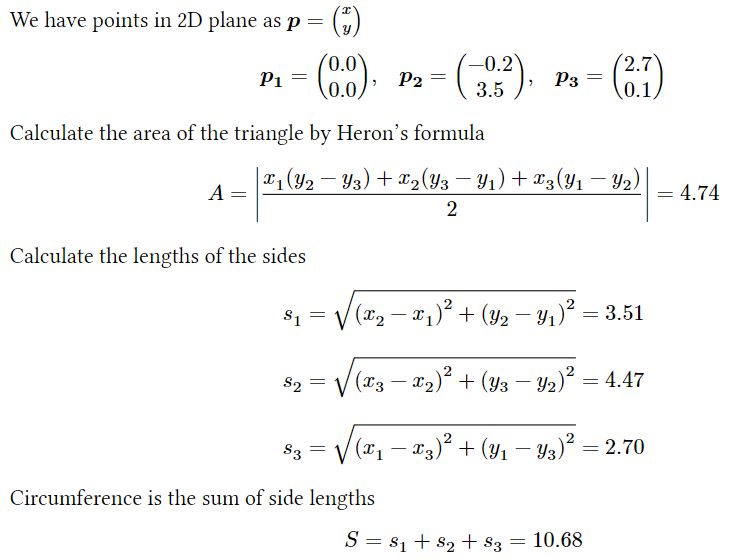 We have points in 2D plane as p = (x y)
p₁ = (0.0 0.0), p₂ = (−0.2 3.5), p₃ = (2.7 0.1)
Calculate the area of the triangle by Heron's formula
A = |x₁(y₂ − y₃) + x₂(y₃ − y₁) + x₃(y₁ − y₂) / 2| = 4.74
Calculate the lengths of the sides
s₁ = √(x₂ − x₁)² + (y₂ − y₁)² = 3.51
s₂ = √(x₃ − x₂)² + (y₃ − y₂)² = 4.47
s₃ = √(x₁ − x₃)² + (y₁ − y₃)² = 2.70
Circumference is the sum of side lengths
S = s₁ + s₂ + s₃ = 10.68